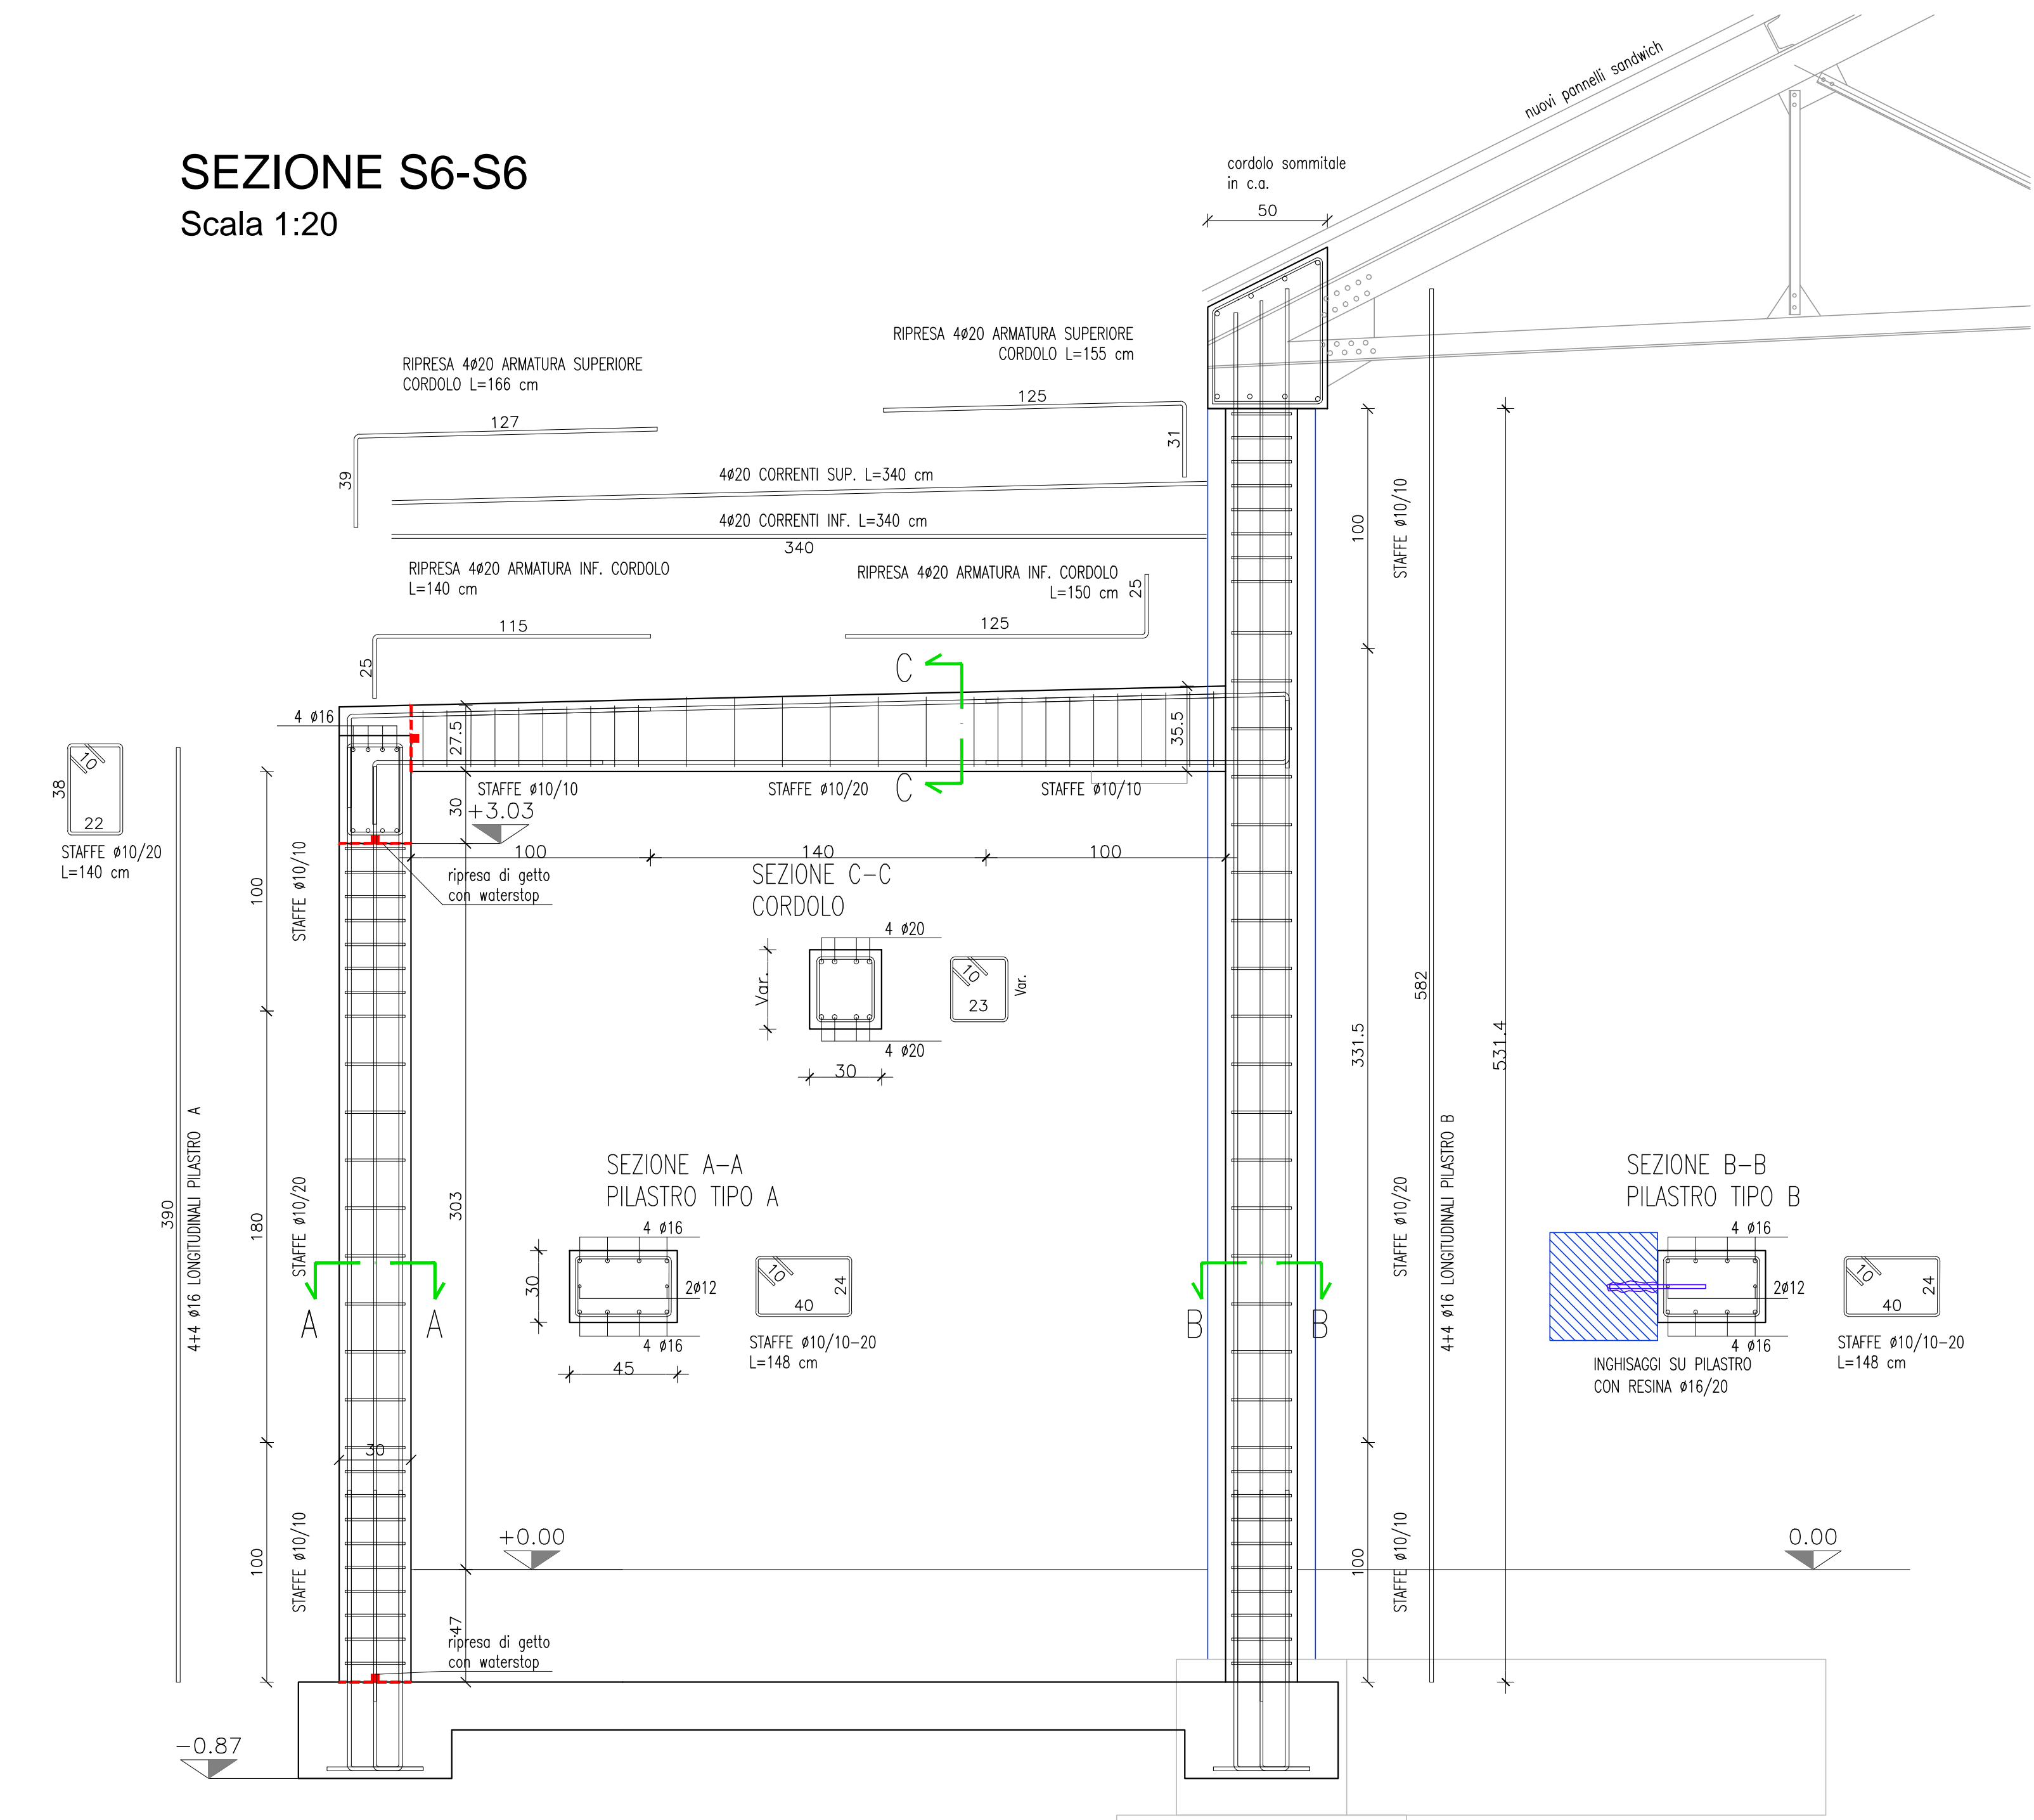 SEZIONE S6-S6
Scala 1:20
nuovi pannelli sandwich
cordolo sommitale
in c.a.
50
RIPRESA 4ø20 ARMATURA SUPERIORE
CORDOLO L=155 cm
RIPRESA 4ø20 ARMATURA SUPERIORE
CORDOLO L=166 cm
125
31
127
39
4ø20 CORRENTI SUP. L=340 cm
4ø20 CORRENTI INF. L=340 cm
340
RIPRESA 4ø20 ARMATURA INF. CORDOLO
L=140 cm
RIPRESA 4ø20 ARMATURA INF. CORDOLO
L=150 cm
25
115
125
25
C
C
4 ø16
27.5
35.5
STAFFE ø10/10
STAFFE ø10/20
STAFFE ø10/10
30
+3.03
100
140
100
ripresa di getto
con waterstop
10
38
22
STAFFE ø10/20
L=140 cm
SEZIONE C-C
CORDOLO
4 ø20
Var.
10
23
Var.
4 ø20
30
100
STAFFE ø10/10
180
STAFFE ø10/20
100
STAFFE ø10/10
390
4+4 ø16 LONGITUDINALI PILASTRO A
303
47
30
A
A
SEZIONE A-A
PILASTRO TIPO A
4 ø16
30
2ø12
4 ø16
45
10
24
40
STAFFE ø10/10-20
L=148 cm
100
STAFFE ø10/10
331.5
STAFFE ø10/20
100
STAFFE ø10/10
582
4+4 ø16 LONGITUDINALI PILASTRO B
531.4
B
B
SEZIONE B-B
PILASTRO TIPO B
4 ø16
2ø12
4 ø16
INGHISAGGI SU PILASTRO
CON RESINA ø16/20
10
24
40
STAFFE ø10/10-20
L=148 cm
+0.00
0.00
ripresa di getto
con waterstop
-0.87